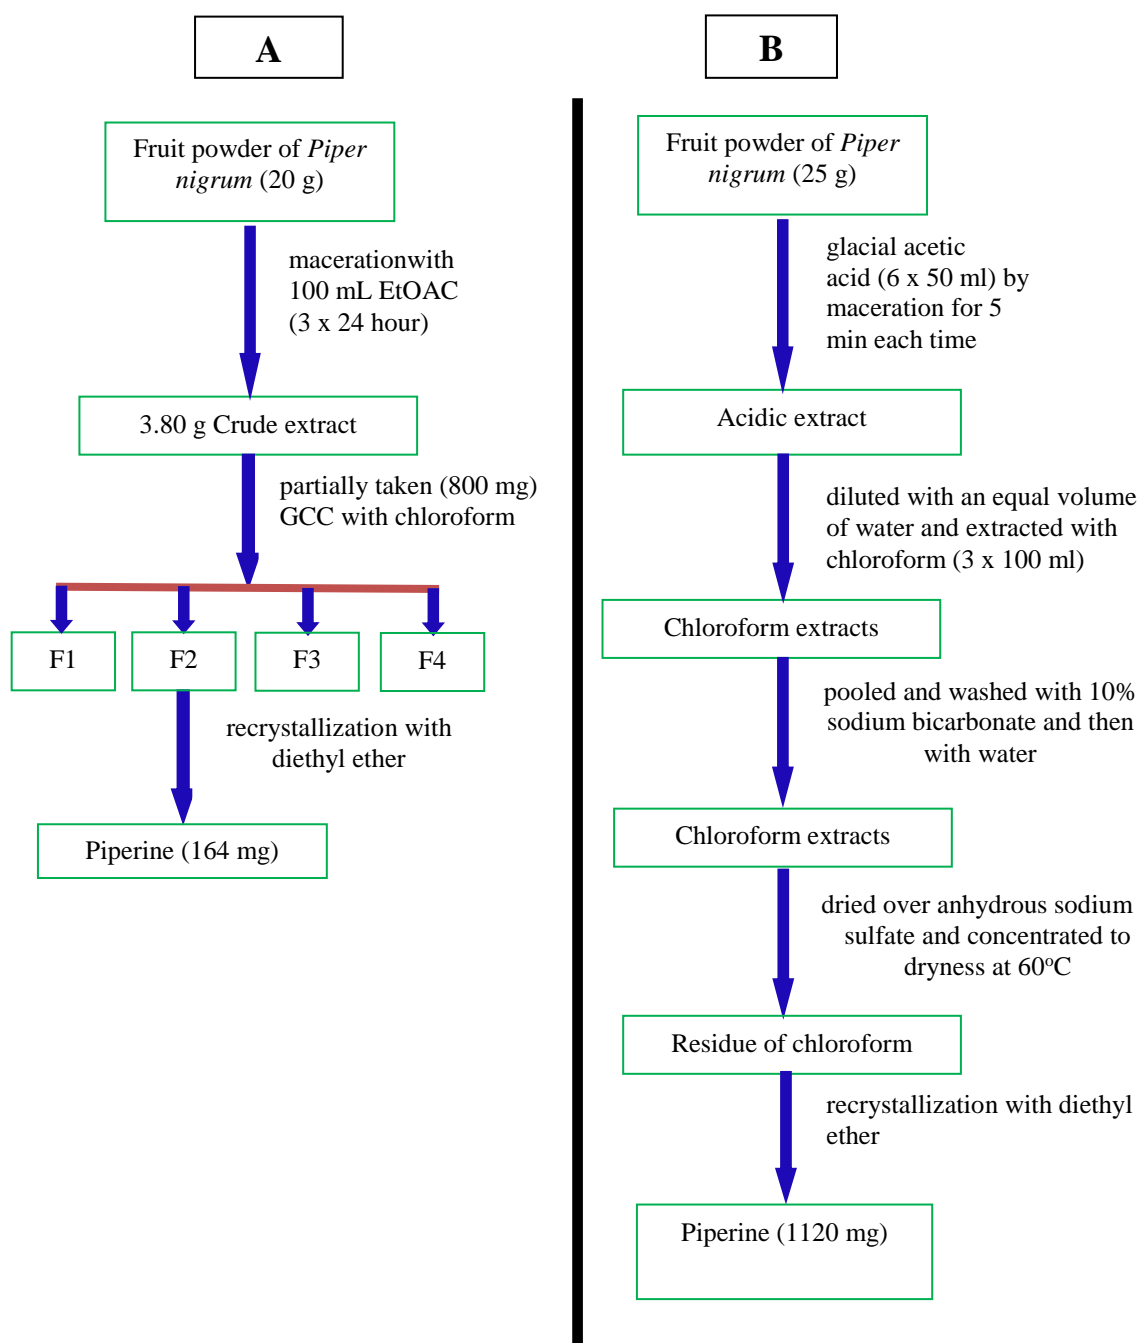 A
Fruit powder of Piper
nigrum (20 g)
macerationwith
100 mL EtOAC
(3 x 24 hour)
3.80 g Crude extract
partially taken (800 mg)
GCC with chloroform
F1
F2
F3
F4
recrystallization with
diethyl ether
Piperine (164 mg)
B
Fruit powder of Piper
nigrum (25 g)
glacial acetic
acid (6 x 50 ml) by
maceration for 5
min each time
Acidic extract
diluted with an equal volume
of water and extracted with
chloroform (3 x 100 ml)
Chloroform extracts
pooled and washed with 10%
sodium bicarbonate and then
with water
Chloroform extracts
dried over anhydrous sodium
sulfate and concentrated to
dryness at 60°C
Residue of chloroform
recrystallization with diethyl
ether
Piperine (1120 mg)